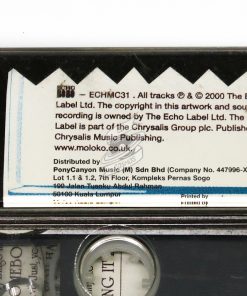 ECHO
- ECHMC31 . All tracks ℗ & © 2000 The E
Label Ltd. The copyright in this artwork and sou
recording is owned by The Echo Label Ltd. The
Label is part of the Chrysalis Group plc. Publish
Chrysalis Music Publishing.
www.moloko.co.uk.
Distributed by
PonyCanyon Music (M) Sdn Bhd (Company No. 447996-X
Lot 1.1 & 1.2, 7th Floor, Kompleks Pernas Sogo
190 Jalan Tuanku Abdul Rahman
50100 Kuala Lumpur
Printed by
NG IT